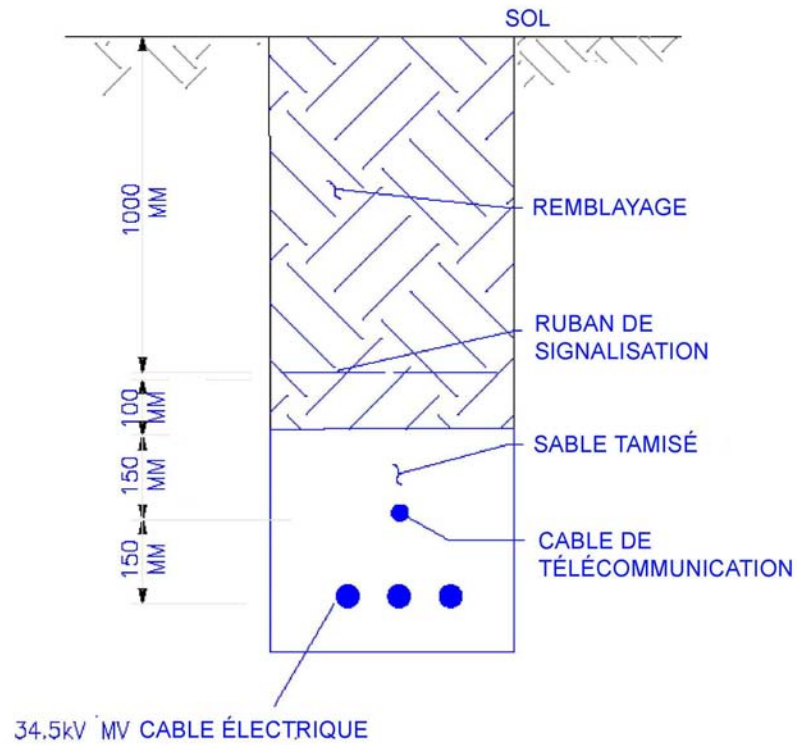 SOL
1000
MM
REMBLAYAGE
RUBAN DE
SIGNALISATION
100
MM
150
MM
SABLE TAMISÉ
150
MM
CABLE DE
TÉLÉCOMMUNICATION
34.5kV MV CABLE ÉLECTRIQUE